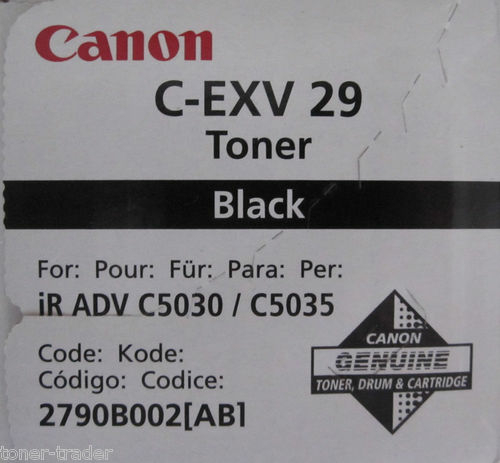 Canon
C-EXV 29
Toner
Black
For: Pour: Für: Para: Per:
iR ADV C5030 / C5035
Code: Kode:
Código: Codice:
2790B002[AB]
CANON
GENUINE
TONER, DRUM & CARTRIDGE
toner-trader